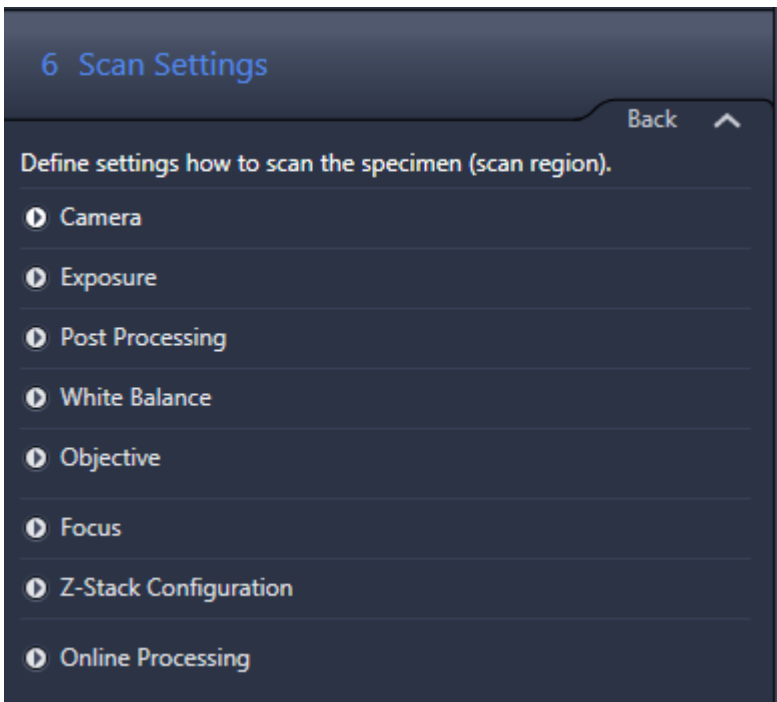 6 Scan Settings
Back
Define settings how to scan the specimen (scan region).
Camera
Exposure
Post Processing
White Balance
Objective
Focus
Z-Stack Configuration
Online Processing